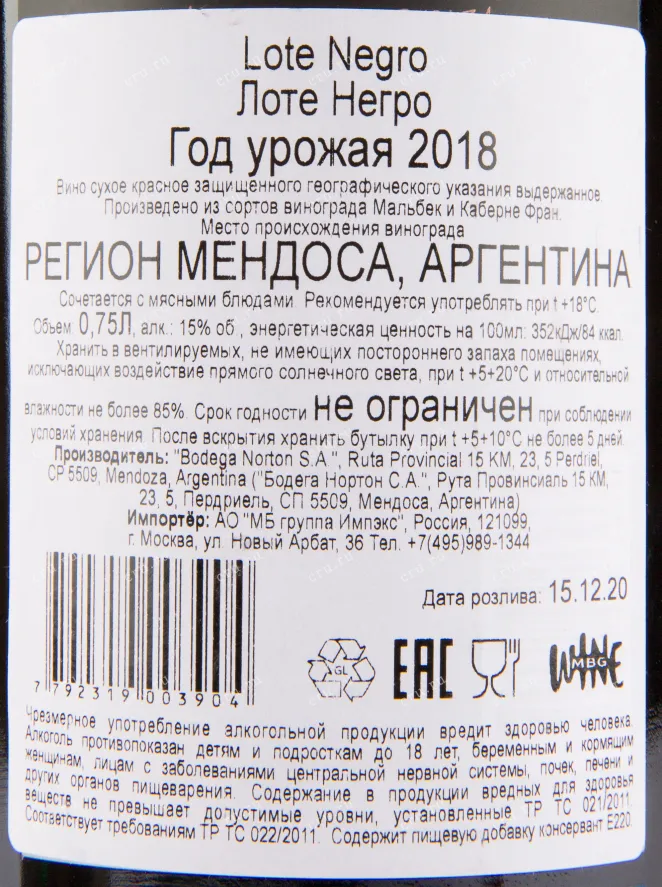 Lote Negro
Лоте Негро
Год урожая 2018
Вино сухое красное защищенного географического указания выдержанное.
Произведено из сортов винограда Мальбек и Каберне Фран.
Место происхождения винограда
РЕГИОН МЕНДОСА, АРГЕНТИНА
Сочетается с мясными блюдами. Рекомендуется употреблять при t +18°C.
Объем 0,75Л, алк.: 15% об., энергетическая ценность на 100мл: 352кДж/84 ккал.
Хранить в вентилируемых, не имеющих постороннего запаха помещениях,
исключающих воздействие прямого солнечного света, при t +5+20°C и относительной
влажности не более 85%. Срок годности не ограничен при соблюдении
условий хранения. После вскрытия хранить бутылку при t +5+10°C не более 5 дней.
Производитель: "Bodega Norton S.A.", Ruta Provincial 15 KM, 23, 5 Perdriel,
CP 5509, Mendoza, Argentina ("Бодега Нортон С.А.", Рута Провинсиаль 15 КМ,
23, 5, Пердриель, СП 5509, Мендоса, Аргентина)
Импортёр: АО "МБ группа Импэкс", Россия, 121099,
г. Москва, ул. Новый Арбат, 36 Тел. +7(495)989-1344
Дата розлива: 15.12.20
7 792319 003904
GL
EAC
WINE
MBG
Чрезмерное употребление алкогольной продукции вредит здоровью человека.
Алкоголь противопоказан детям и подросткам до 18 лет, беременным и кормящим
женщинам, лицам с заболеваниями центральной нервной системы, почек, печени и
других органов пищеварения. Содержание в продукции вредных для здоровья
веществ не превышает допустимые уровни, установленные ТР ТС 021/2011.
Соответствует требованиям ТР ТС 022/2011. Содержит пищевую добавку консервант Е220.